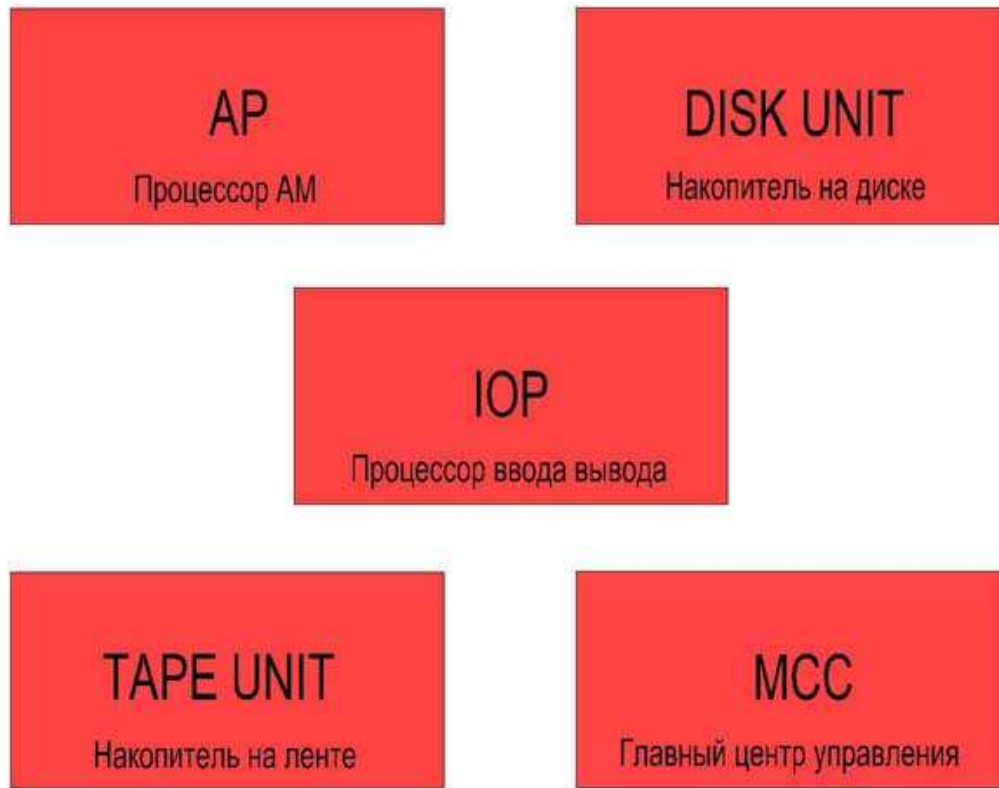 AP
Процессор АМ
DISK UNIT
Накопитель на диске
IOP
Процессор ввода вывода
TAPE UNIT
Накопитель на ленте
MCC
Главный центр управления